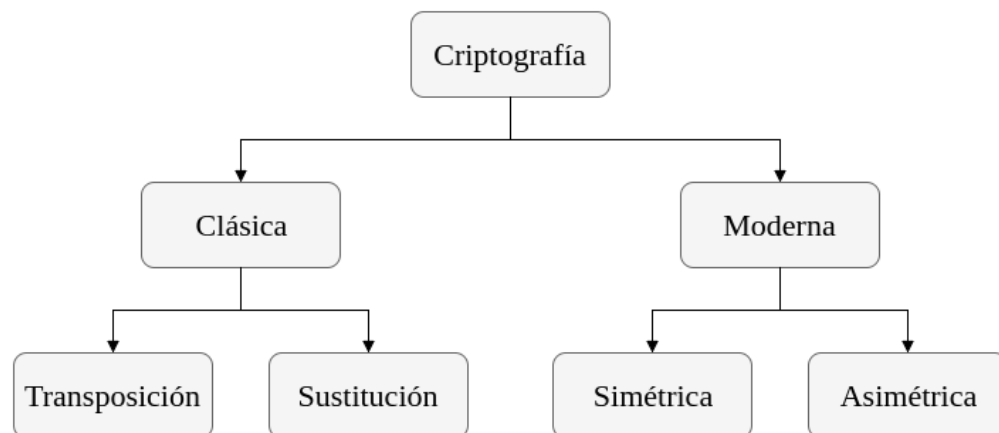 Criptografía
Clásica
Moderna
Transposición
Sustitución
Simétrica
Asimétrica